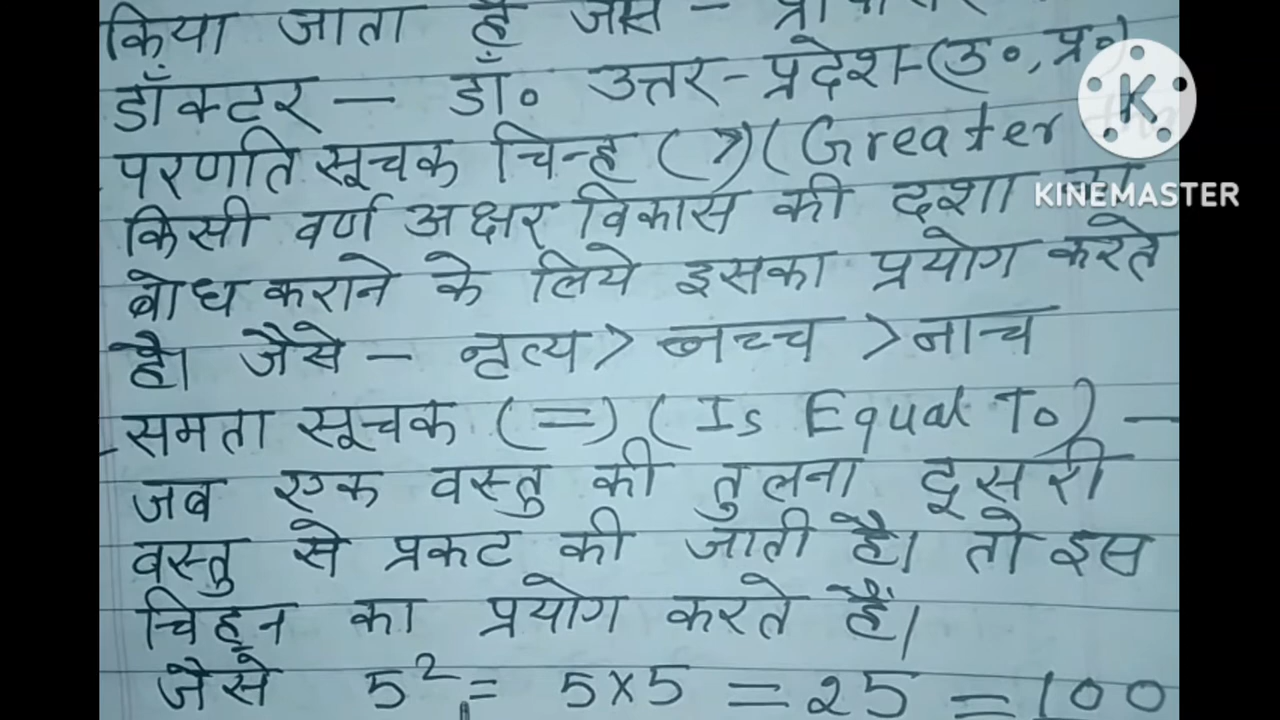 किया जाता है जैसे –
डॉक्टर — डॉ० उत्तर-प्रदेश-(उ०,प्र०)
परणति सूचक चिन्ह (>) (Greater
किसी वर्ण अक्षर विकास की दशा का
बोध कराने के लिये इसका प्रयोग करते
है। जैसे – नृत्य > नच्च > नाच
समता सूचक (=) (Is Equal To) —
जब एक वस्तु की तुलना दूसरी
वस्तु से प्रकट की जाती है। तो इस
चिह्न का प्रयोग करते हैं।
जैसे 5² = 5×5 = 25 = 100
K
KINEMASTER